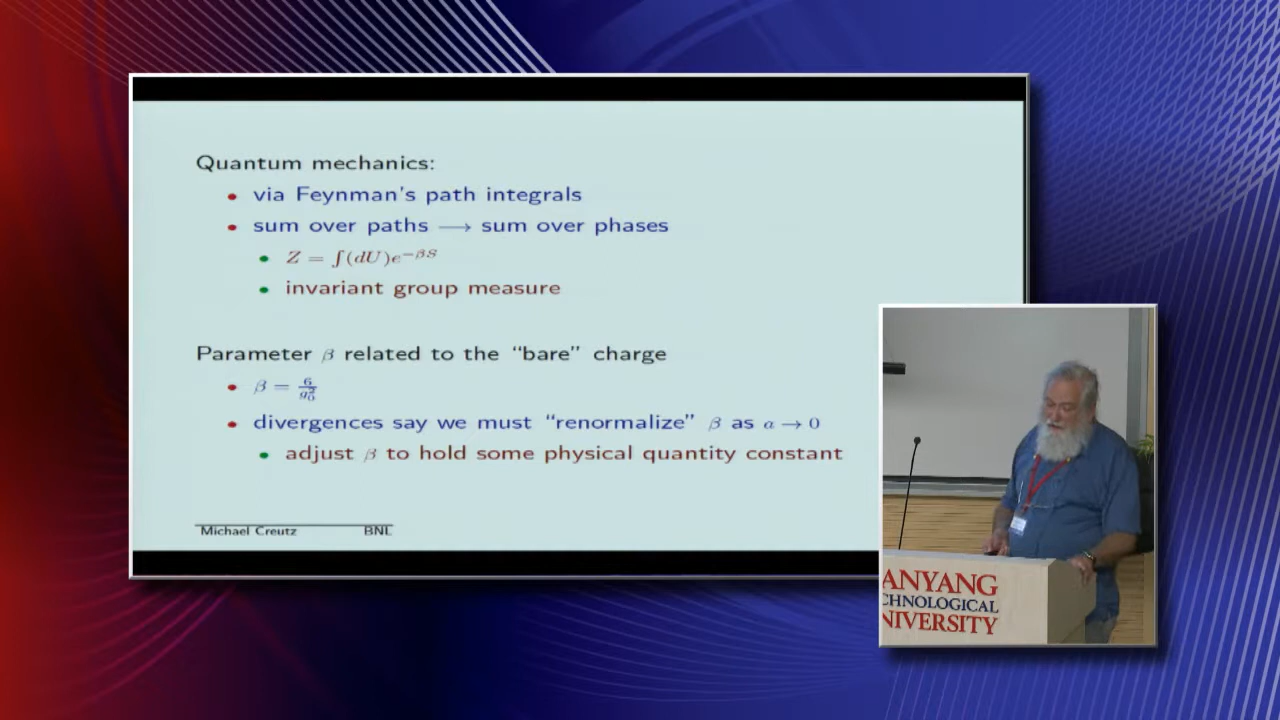 Quantum mechanics:
• via Feynman's path integrals
• sum over paths → sum over phases
• Z = ∫(dU)e^{−βS}
• invariant group measure
Parameter β related to the “bare” charge
• β = 6/g₀²
• divergences say we must “renormalize” β as a → 0
• adjust β to hold some physical quantity constant
Michael Creutz BNL
ANYANG
CHNOLOGICAL
NIVERSITY